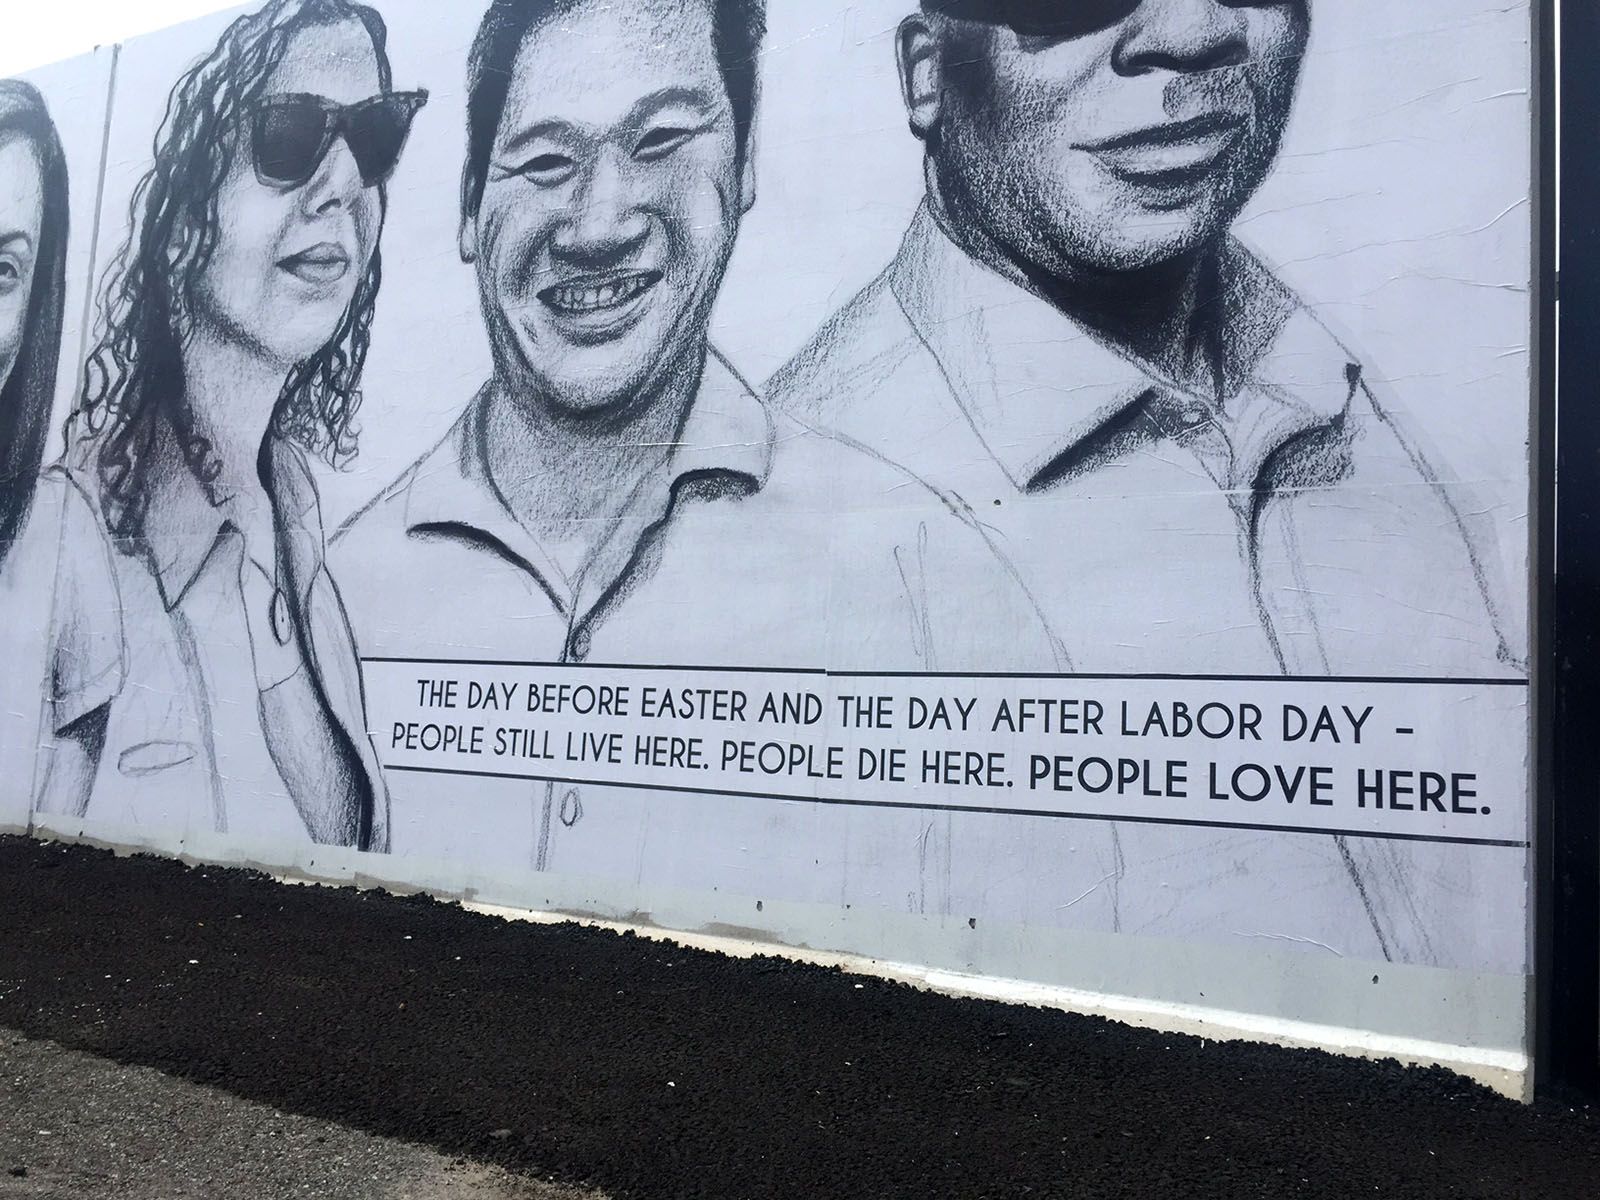 THE DAY BEFORE EASTER AND THE DAY AFTER LABOR DAY –
PEOPLE STILL LIVE HERE. PEOPLE DIE HERE. PEOPLE LOVE HERE.